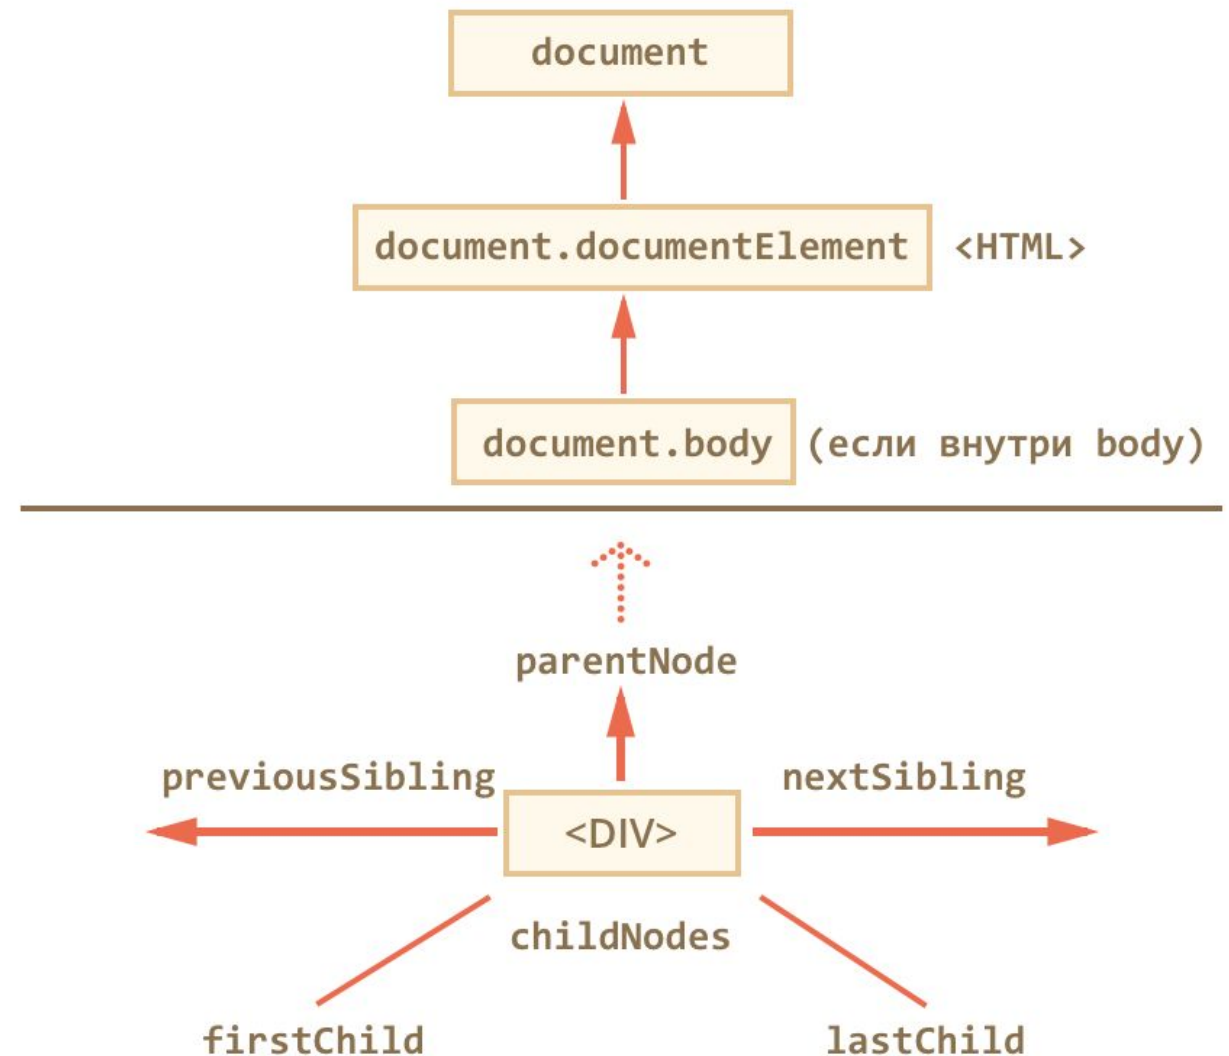 document
document.documentElement <HTML>
document.body (если внутри body)
parentNode
previousSibling nextSibling
<DIV>
childNodes
firstChild lastChild